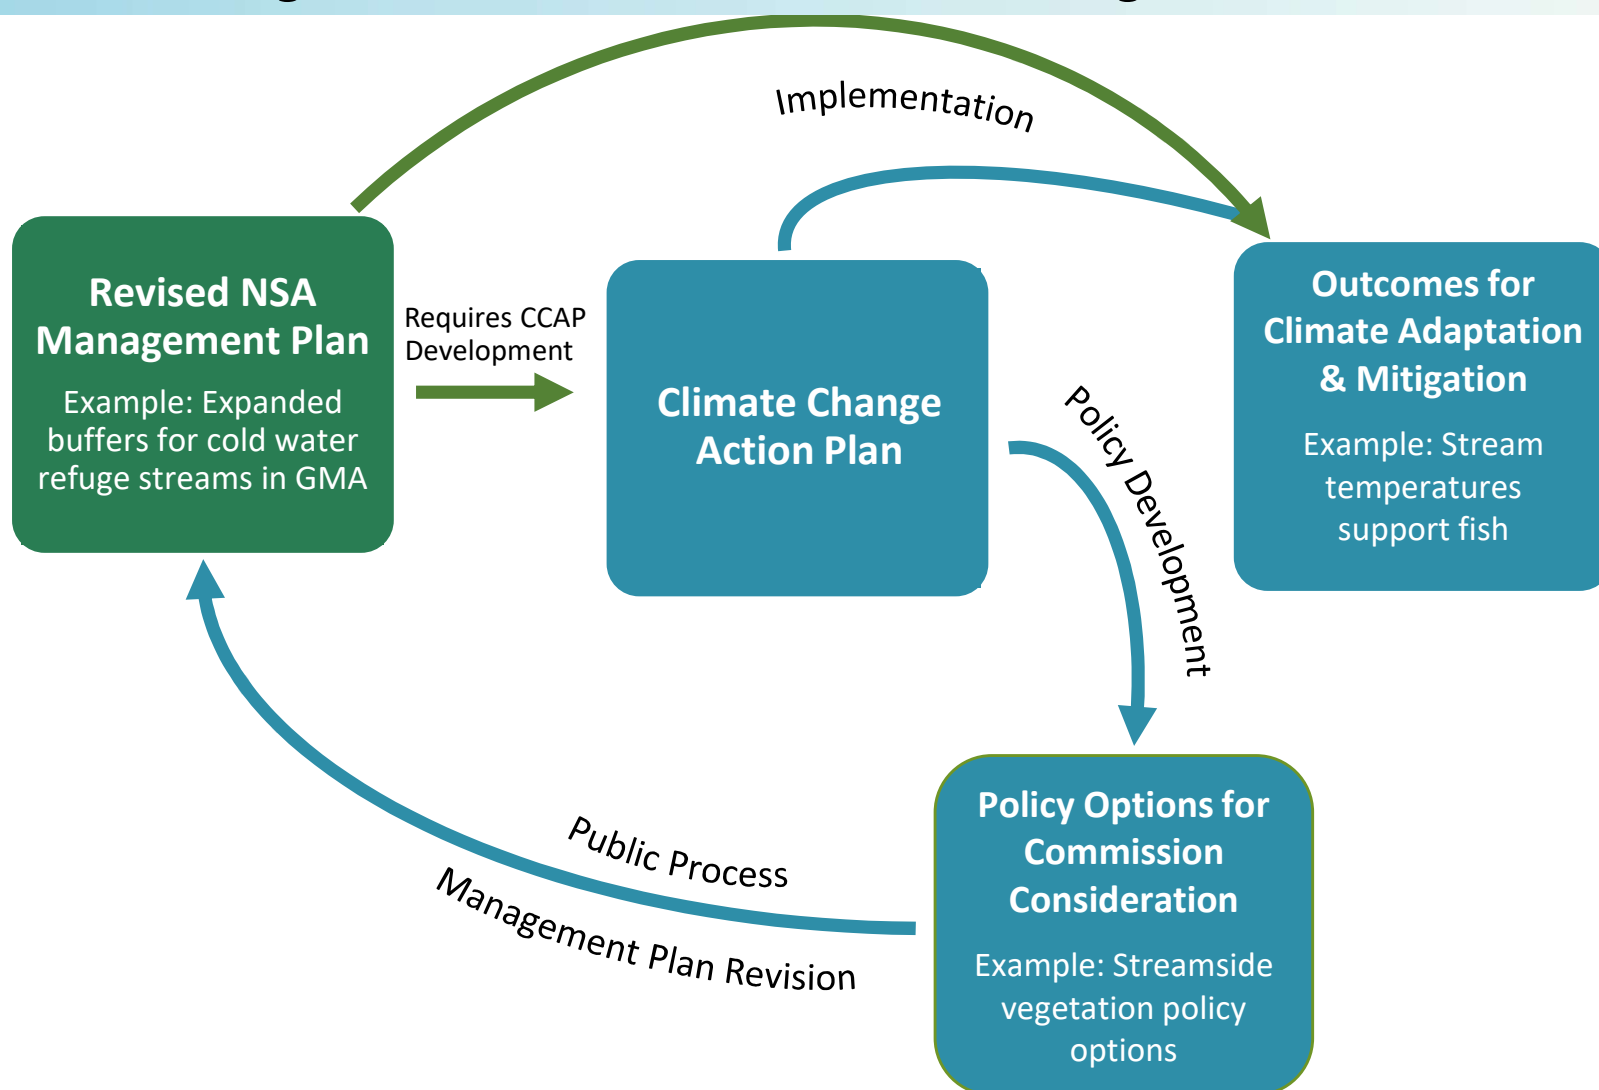 Implementation
Revised NSA
Management Plan
Example: Expanded
buffers for cold water
refuge streams in GMA
Requires CCAP
Development
Climate Change
Action Plan
Outcomes for
Climate Adaptation
& Mitigation
Example: Stream
temperatures
support fish
Policy Development
Public Process
Management Plan Revision
Policy Options for
Commission
Consideration
Example: Streamside
vegetation policy
options